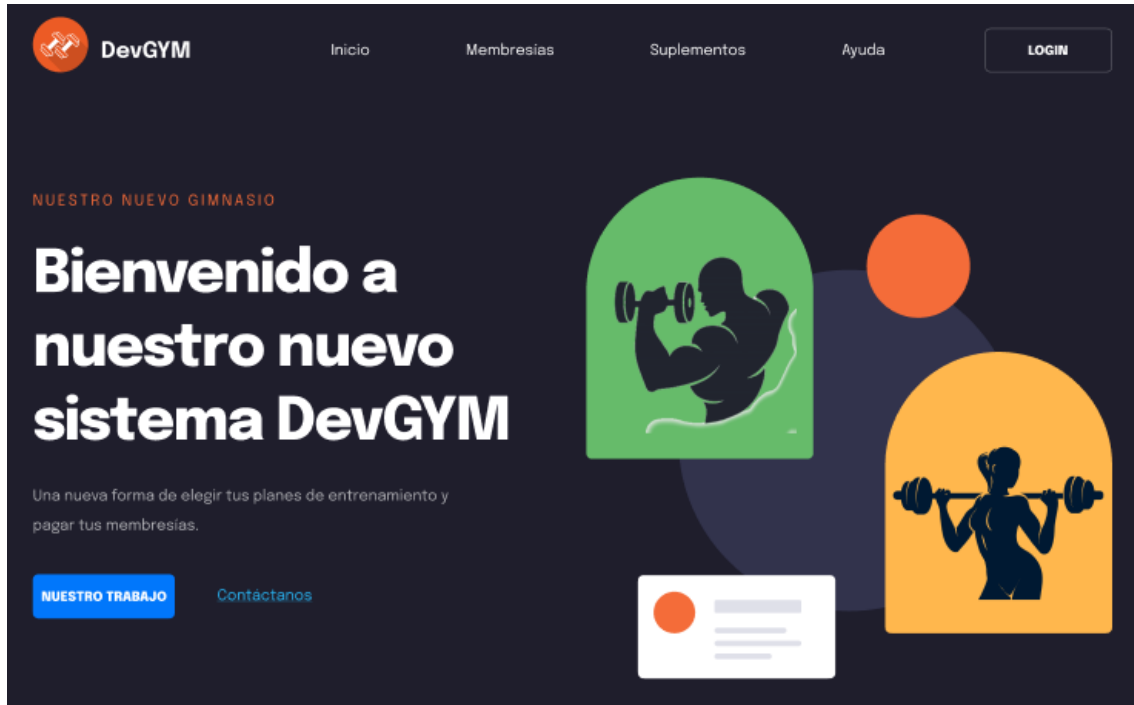 DevGYM
Inicio
Membresías
Suplementos
Ayuda
LOGIN
NUESTRO NUEVO GIMNASIO
Bienvenido a
nuestro nuevo
sistema DevGYM
Una nueva forma de elegir tus planes de entrenamiento y
pagar tus membresías.
NUESTRO TRABAJO
Contáctanos